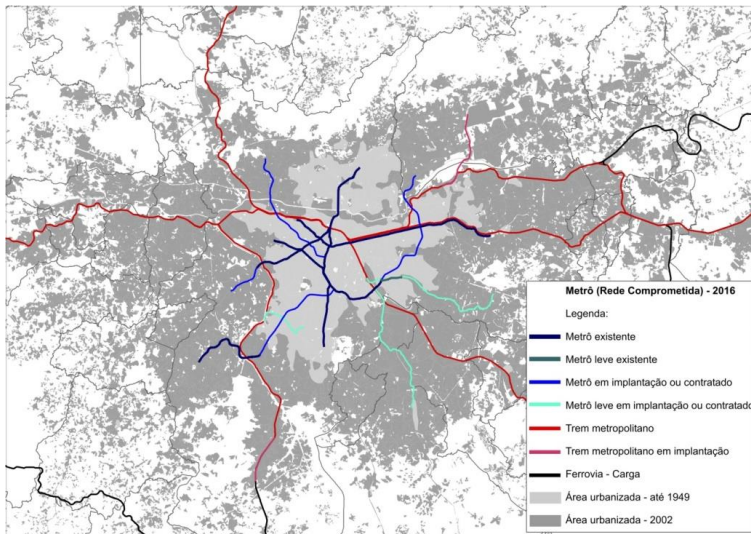 Metrô (Rede Comprometida) - 2016
Legenda:
Metrô existente
Metrô leve existente
Metrô em implantação ou contratado
Metrô leve em implantação ou contratado
Trem metropolitano
Trem metropolitano em implantação
Ferrovia - Carga
Área urbanizada - até 1949
Área urbanizada - 2002